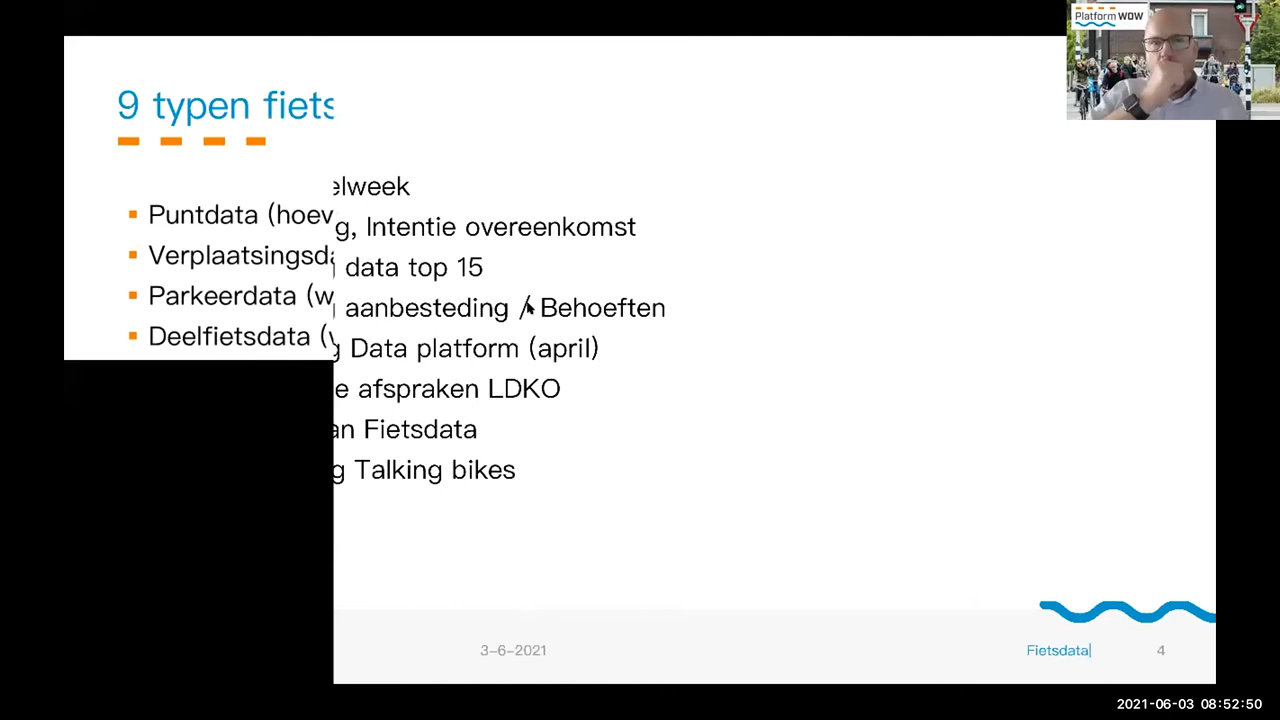 Platform WOW
9 typen fiets
elweek
Puntdata (hoev
g, Intentie overeenkomst
Verplaatsingsda
data top 15
Parkeerdata (w
aanbesteding / Behoeften
Deelfietsdata (
g Data platform (april)
e afspraken LDKO
an Fietsdata
g Talking bikes
3-6-2021
Fietsdata|
4
2021-06-03 08:52:50